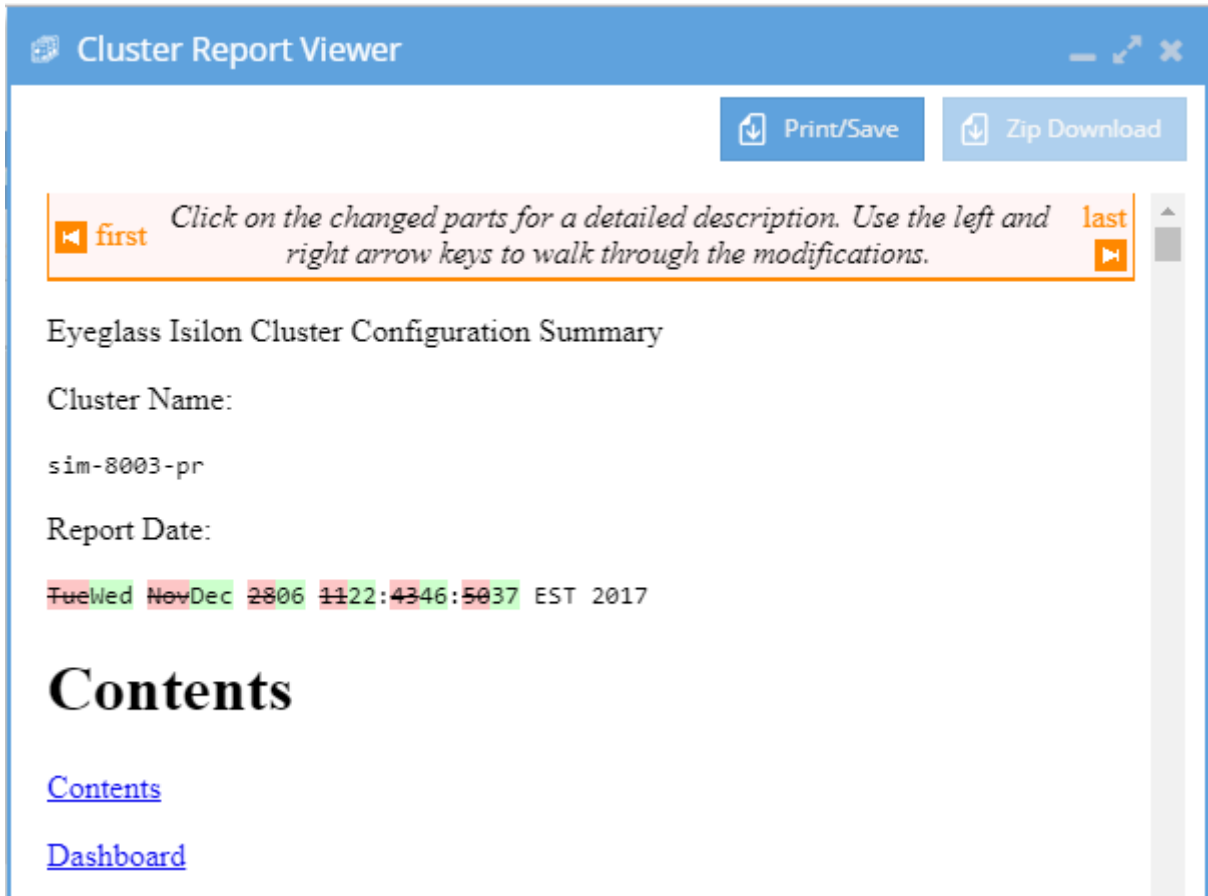 Cluster Report Viewer
Print/Save
Zip Download
first
Click on the changed parts for a detailed description. Use the left and
right arrow keys to walk through the modifications.
last
Eyeglass Isilon Cluster Configuration Summary
Cluster Name:
sim-8003-pr
Report Date:
TueWed NovDec 2806 1122:4346:5037 EST 2017
Contents
Contents
Dashboard